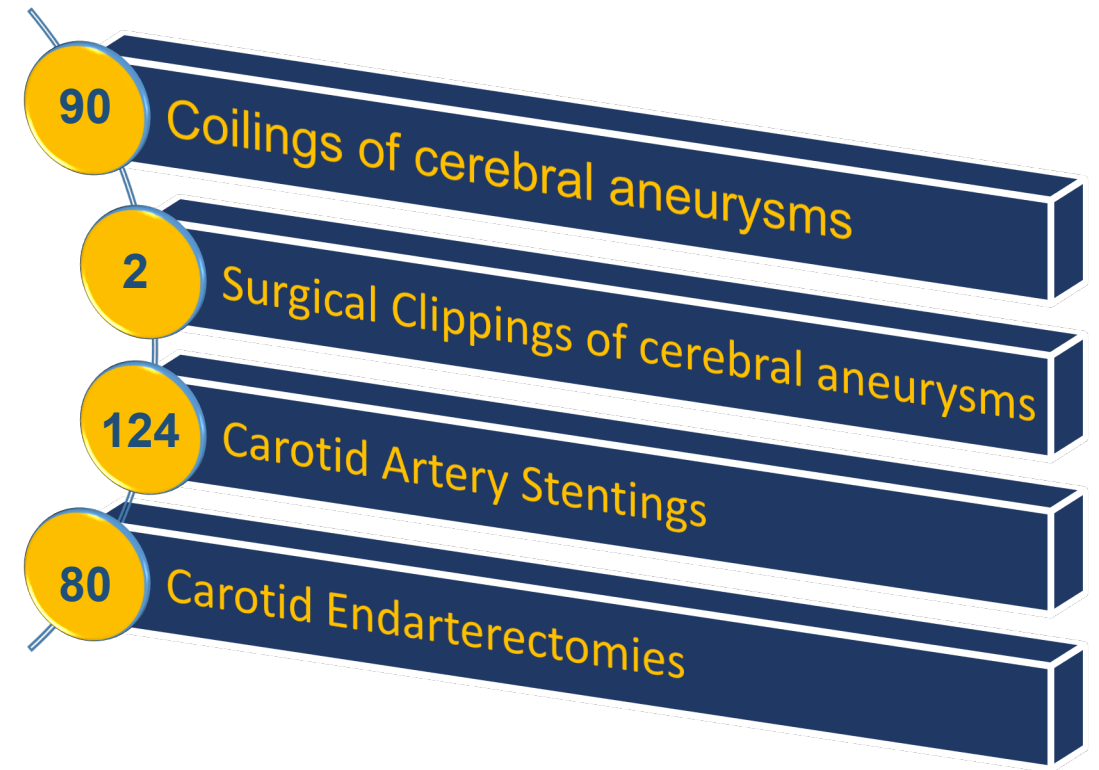 90
Coilings of cerebral aneurysms
2
Surgical Clippings of cerebral aneurysms
124
Carotid Artery Stentings
80
Carotid Endarterectomies